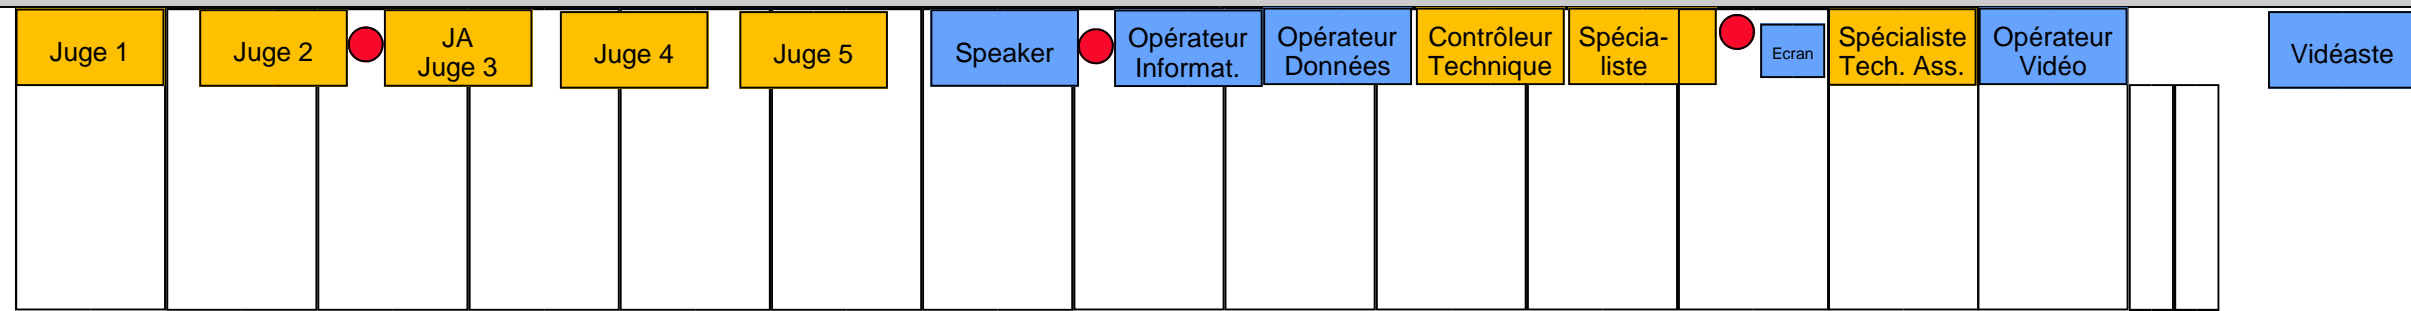 Juge 1
Juge 2
JA
Juge 3
Juge 4
Juge 5
Speaker
Opérateur
Informat.
Opérateur
Données
Contrôleur
Technique
Spécia-
liste
Ecran
Spécialiste
Tech. Ass.
Opérateur
Vidéo
Vidéaste